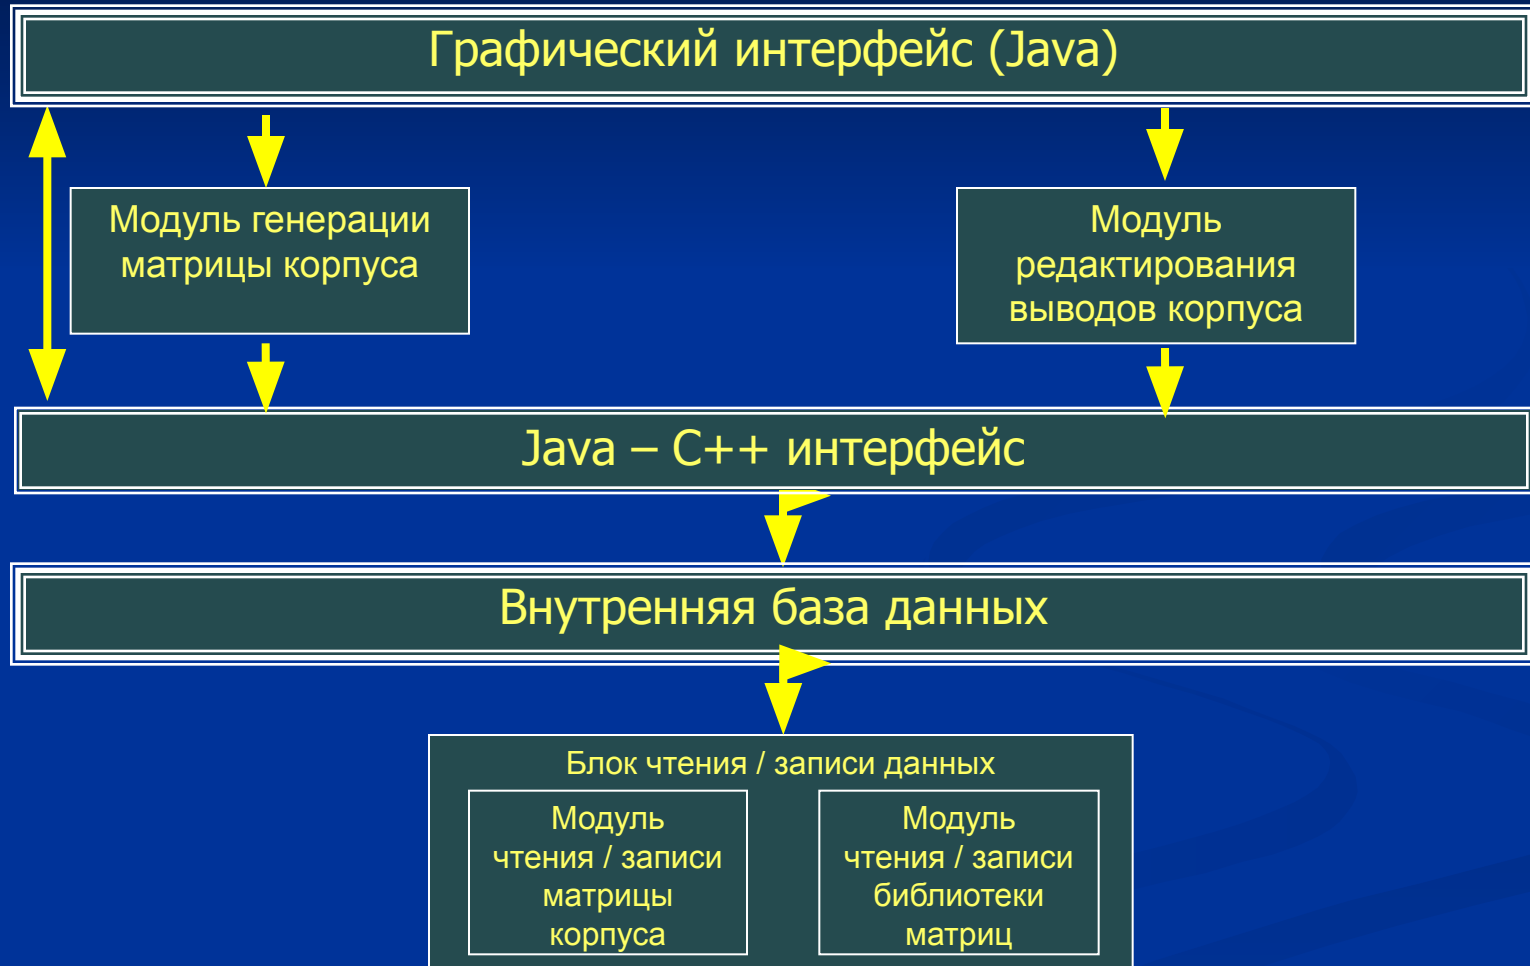 Графический интерфейс (Java)
Модуль генерации
матрицы корпуса
Модуль
редактирования
выводов корпуса
Java – C++ интерфейс
Внутренняя база данных
Блок чтения / записи данных
Модуль
чтения / записи
матрицы
корпуса
Модуль
чтения / записи
библиотеки
матриц